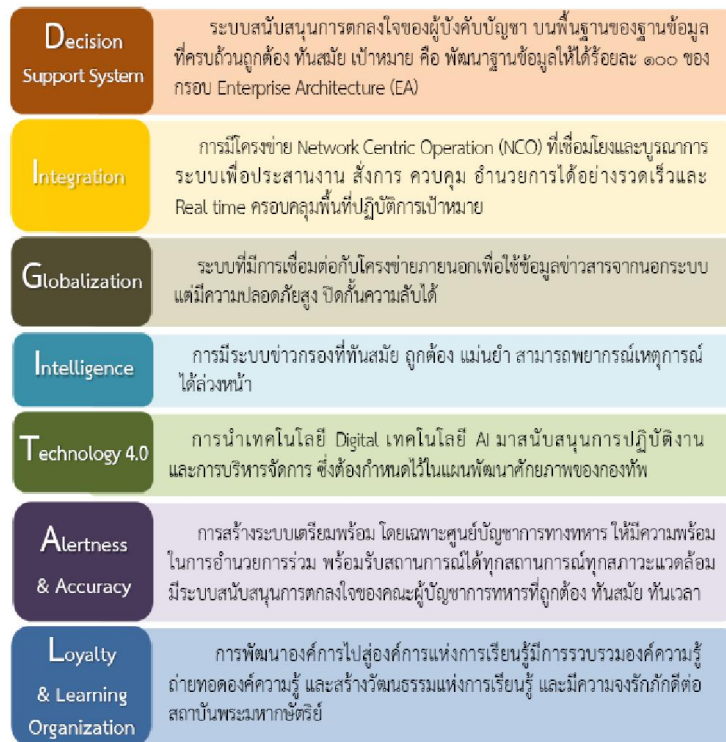 Decision
Support System
ระบบสนับสนุนการตกลงใจของผู้บังคับบัญชา บนพื้นฐานของฐานข้อมูล
ที่ครบถ้วนถูกต้อง ทันสมัย เป้าหมาย คือ พัฒนาฐานข้อมูลให้ได้ร้อยละ ๑๐๐ ของ
กรอบ Enterprise Architecture (EA)
Integration
การมีโครงข่าย Network Centric Operation (NCO) ที่เชื่อมโยงและบูรณาการ
ระบบเพื่อประสานงาน สั่งการ ควบคุม อำนวยการได้อย่างรวดเร็วและ
Real time ครอบคลุมพื้นที่ปฏิบัติการเป้าหมาย
Globalization
ระบบที่มีการเชื่อมต่อกับโครงข่ายภายนอกเพื่อใช้ข้อมูลข่าวสารจากนอกระบบ
แต่มีความปลอดภัยสูง ปิดกั้นความลับได้
Intelligence
การมีระบบข่าวกรองที่ทันสมัย ถูกต้อง แม่นยำ สามารถพยากรณ์เหตุการณ์
ได้ล่วงหน้า
Technology 4.0
การนำเทคโนโลยี Digital เทคโนโลยี AI มาสนับสนุนการปฏิบัติงาน
และการบริหารจัดการ ซึ่งต้องกำหนดไว้ในแผนพัฒนาศักยภาพของกองทัพ
Alertness
& Accuracy
การสร้างระบบเตรียมพร้อม โดยเฉพาะศูนย์บัญชาการทางทหาร ให้มีความพร้อม
ในการอำนวยการร่วม พร้อมรับสถานการณ์ได้ทุกสถานการณ์ทุกสภาวะแวดล้อม
มีระบบสนับสนุนการตกลงใจของคณะผู้บัญชาการทหารที่ถูกต้อง ทันสมัย ทันเวลา
Loyalty
& Learning
Organization
การพัฒนาองค์การไปสู่องค์การแห่งการเรียนรู้มีการรวบรวมองค์ความรู้
ถ่ายทอดองค์ความรู้ และสร้างวัฒนธรรมแห่งการเรียนรู้ และมีความจงรักภักดีต่อ
สถาบันพระมหากษัตริย์